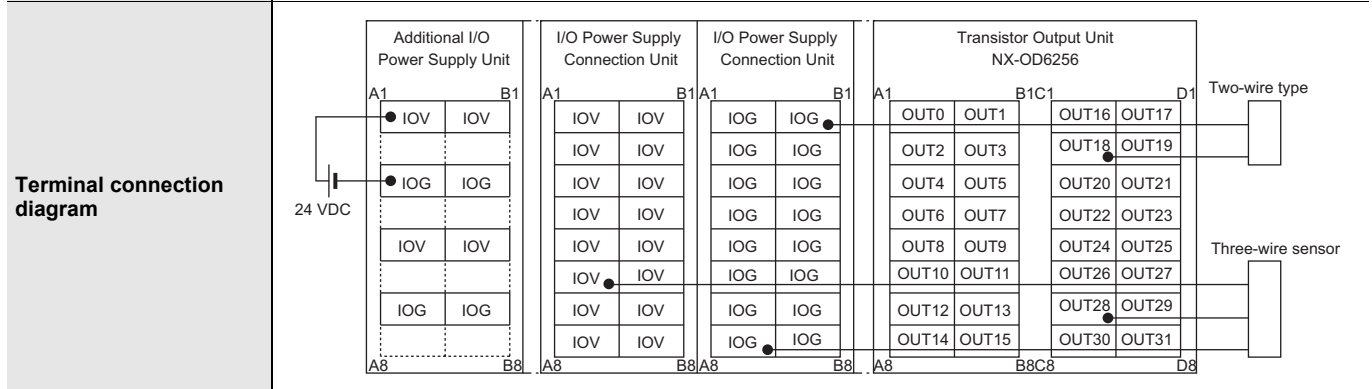 Terminal connection
diagram
24 VDC
Additional I/O
Power Supply Unit
A1 B1
IOV IOV
IOG IOG
IOV IOV
IOG IOG
A8 B8
I/O Power Supply
Connection Unit
A1 B1
IOV IOV
IOV IOV
IOV IOV
IOV IOV
IOV IOV
IOV IOV
IOV IOV
IOV IOV
A8 B8
I/O Power Supply
Connection Unit
A1 B1
IOG IOG
IOG IOG
IOG IOG
IOG IOG
IOG IOG
IOG IOG
IOG IOG
IOG IOG
A8 B8
Transistor Output Unit
NX-OD6256
A1 B1C1 D1
OUT0 OUT1 OUT16 OUT17
OUT2 OUT3 OUT18 OUT19
OUT4 OUT5 OUT20 OUT21
OUT6 OUT7 OUT22 OUT23
OUT8 OUT9 OUT24 OUT25
OUT10 OUT11 OUT26 OUT27
OUT12 OUT13 OUT28 OUT29
OUT14 OUT15 OUT30 OUT31
A8 B8C8 D8
Two-wire type
Three-wire sensor